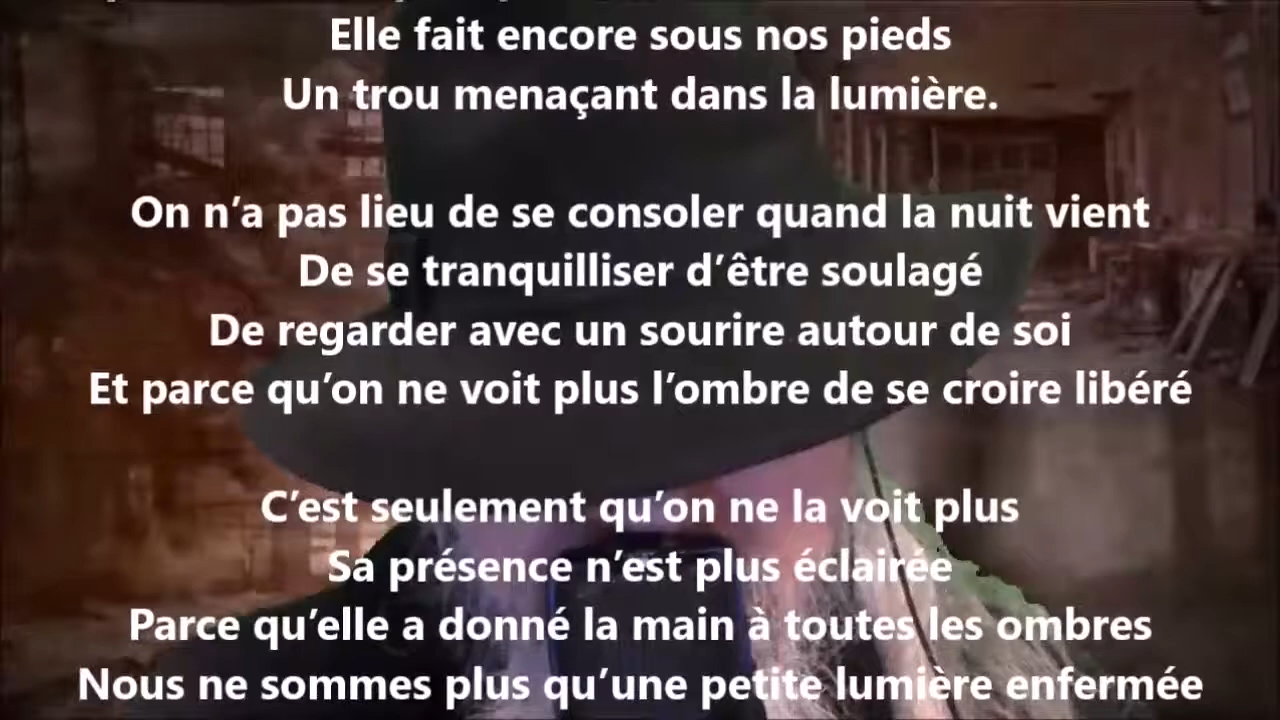 Elle fait encore sous nos pieds
Un trou menaçant dans la lumière.
On n’a pas lieu de se consoler quand la nuit vient
De se tranquilliser d’être soulagé
De regarder avec un sourire autour de soi
Et parce qu’on ne voit plus l’ombre de se croire libéré
C’est seulement qu’on ne la voit plus
Sa présence n’est plus éclairée
Parce qu’elle a donné la main à toutes les ombres
Nous ne sommes plus qu’une petite lumière enfermée